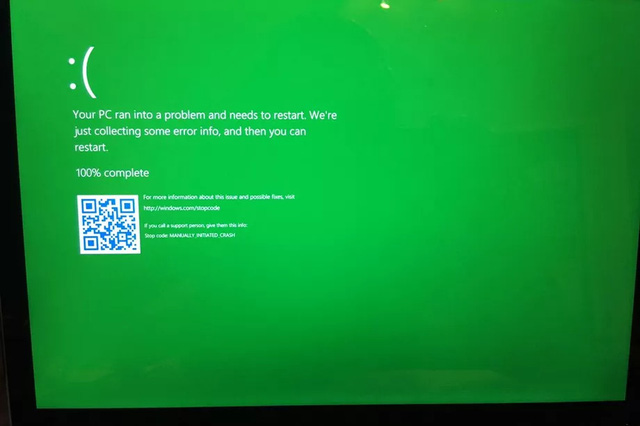 :(
Your PC ran into a problem and needs to restart. We're
just collecting some error info, and then you can
restart.
100% complete
For more information about this issue and possible fixes, visit
http://windows.com/stopcode
If you call a support person, give them this info:
Stop code: MANUALLY_INITIATED_CRASH